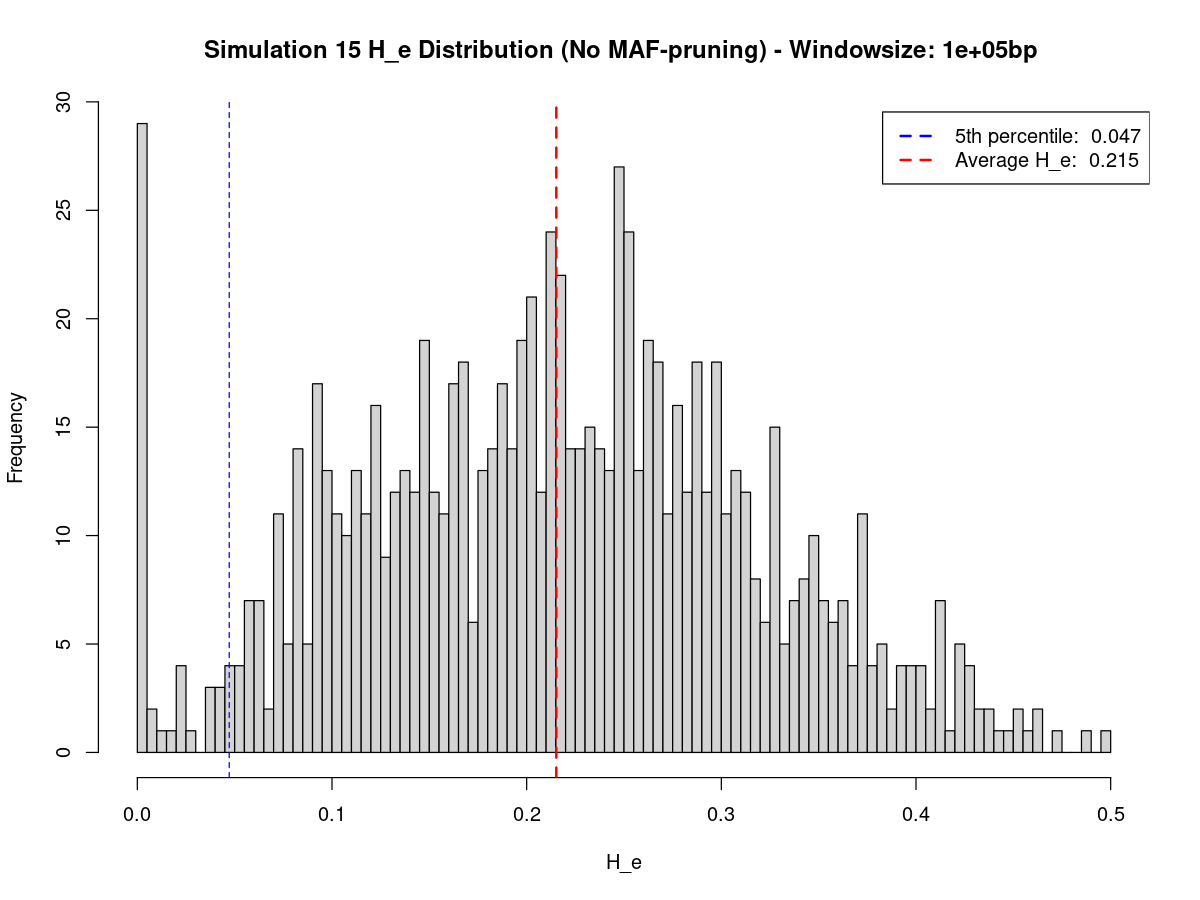 Simulation 15 H_e Distribution (No MAF-pruning) - Windowsize: 1e+05bp
5th percentile: 0.047
Average H_e: 0.215
Frequency
30
25
20
15
10
5
0
0.0 0.1 0.2 0.3 0.4 0.5
H_e